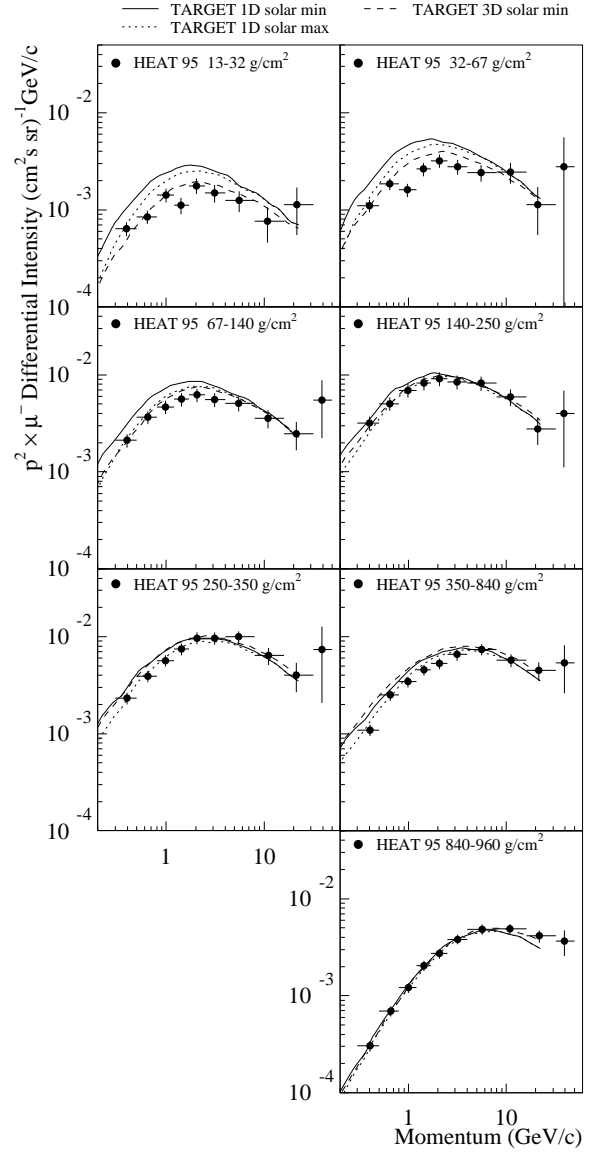 TARGET 1D solar min TARGET 3D solar min
TARGET 1D solar max
p² × μ⁻ Differential Intensity (cm² s sr)⁻¹GeV/c
HEAT 95 13-32 g/cm² HEAT 95 32-67 g/cm²
10⁻²
10⁻³
10⁻⁴
HEAT 95 67-140 g/cm² HEAT 95 140-250 g/cm²
10⁻²
10⁻³
10⁻⁴
HEAT 95 250-350 g/cm² HEAT 95 350-840 g/cm²
10⁻²
10⁻³
10⁻⁴
1 10
HEAT 95 840-960 g/cm²
10⁻²
10⁻³
10⁻⁴
1 10
Momentum (GeV/c)